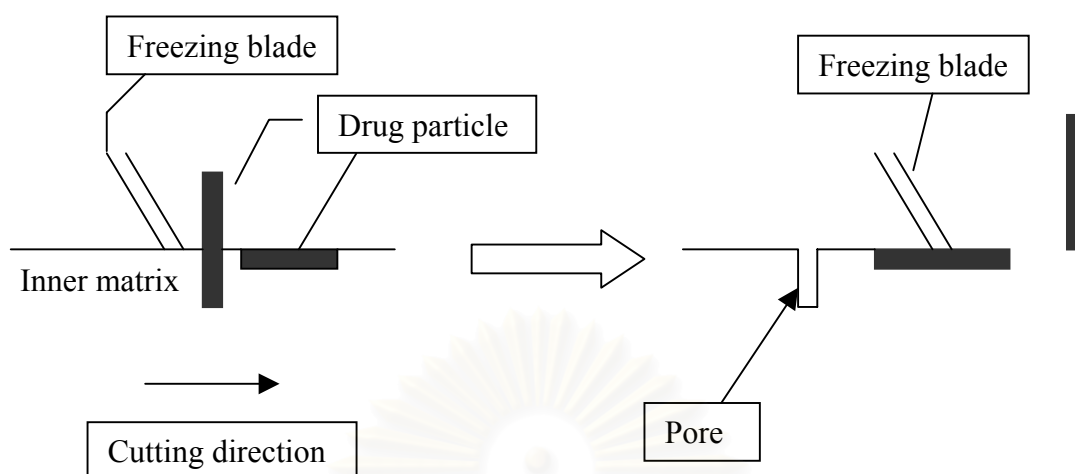 Freezing blade
Drug particle
Inner matrix
Cutting direction
Freezing blade
Pore